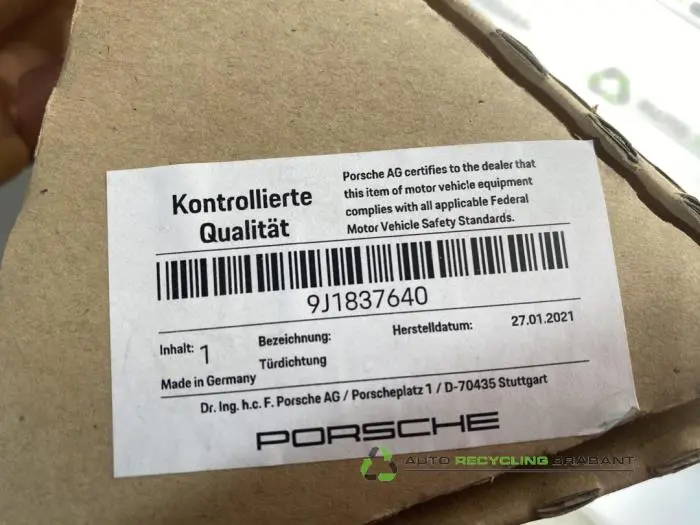 Kontrollierte
Qualität
Porsche AG certifies to the dealer that
this item of motor vehicle equipment
complies with all applicable Federal
Motor Vehicle Safety Standards.
9J1837640
Inhalt: 1
Bezeichnung:
Türdichtung
Herstelldatum: 27.01.2021
Made in Germany
Dr. Ing. h.c. F. Porsche AG / Porscheplatz 1 / D-70435 Stuttgart
PORSCHE
AUTO RECYCLING BRABANT